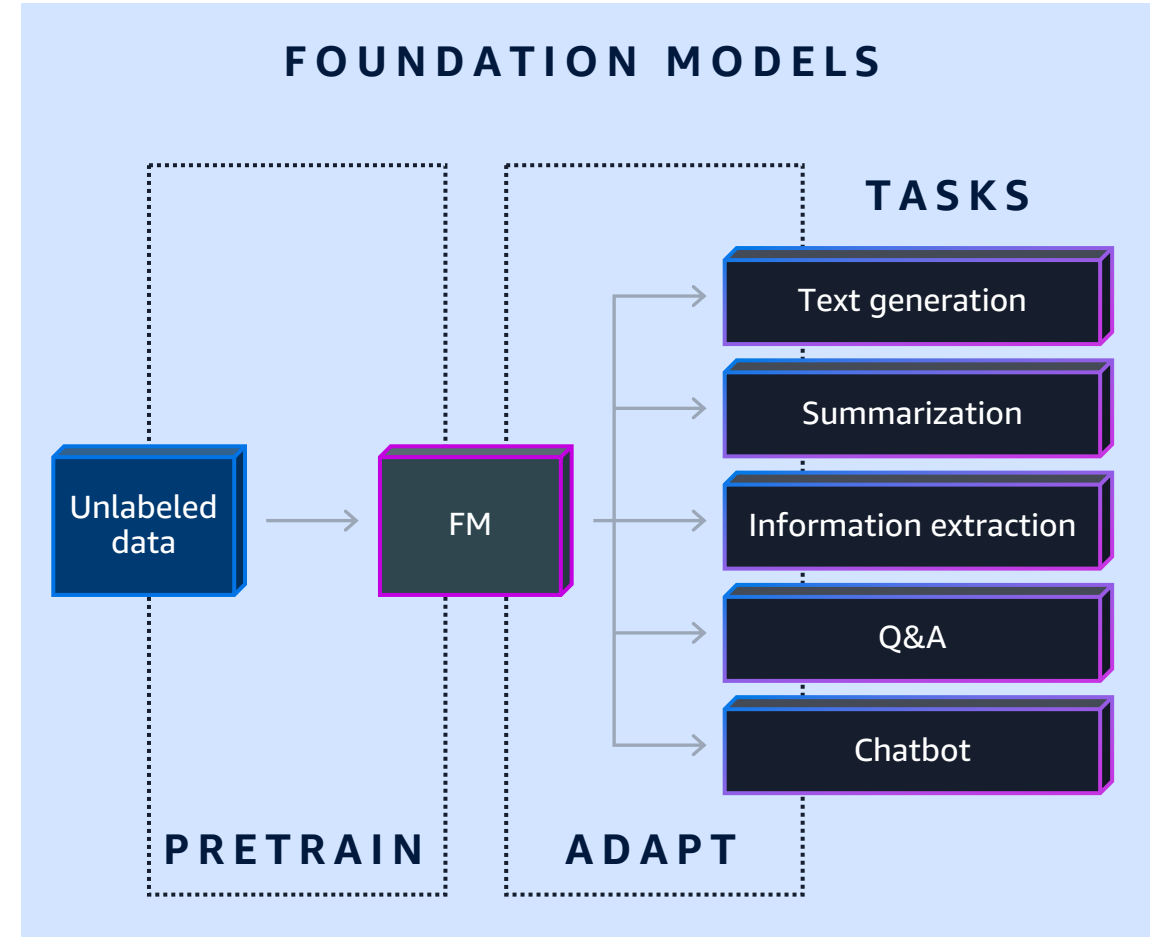 FOUNDATION MODELS
TASKS
Text generation
Summarization
Unlabeled
data
FM
Information extraction
Q&A
Chatbot
PRETRAIN
ADAPT